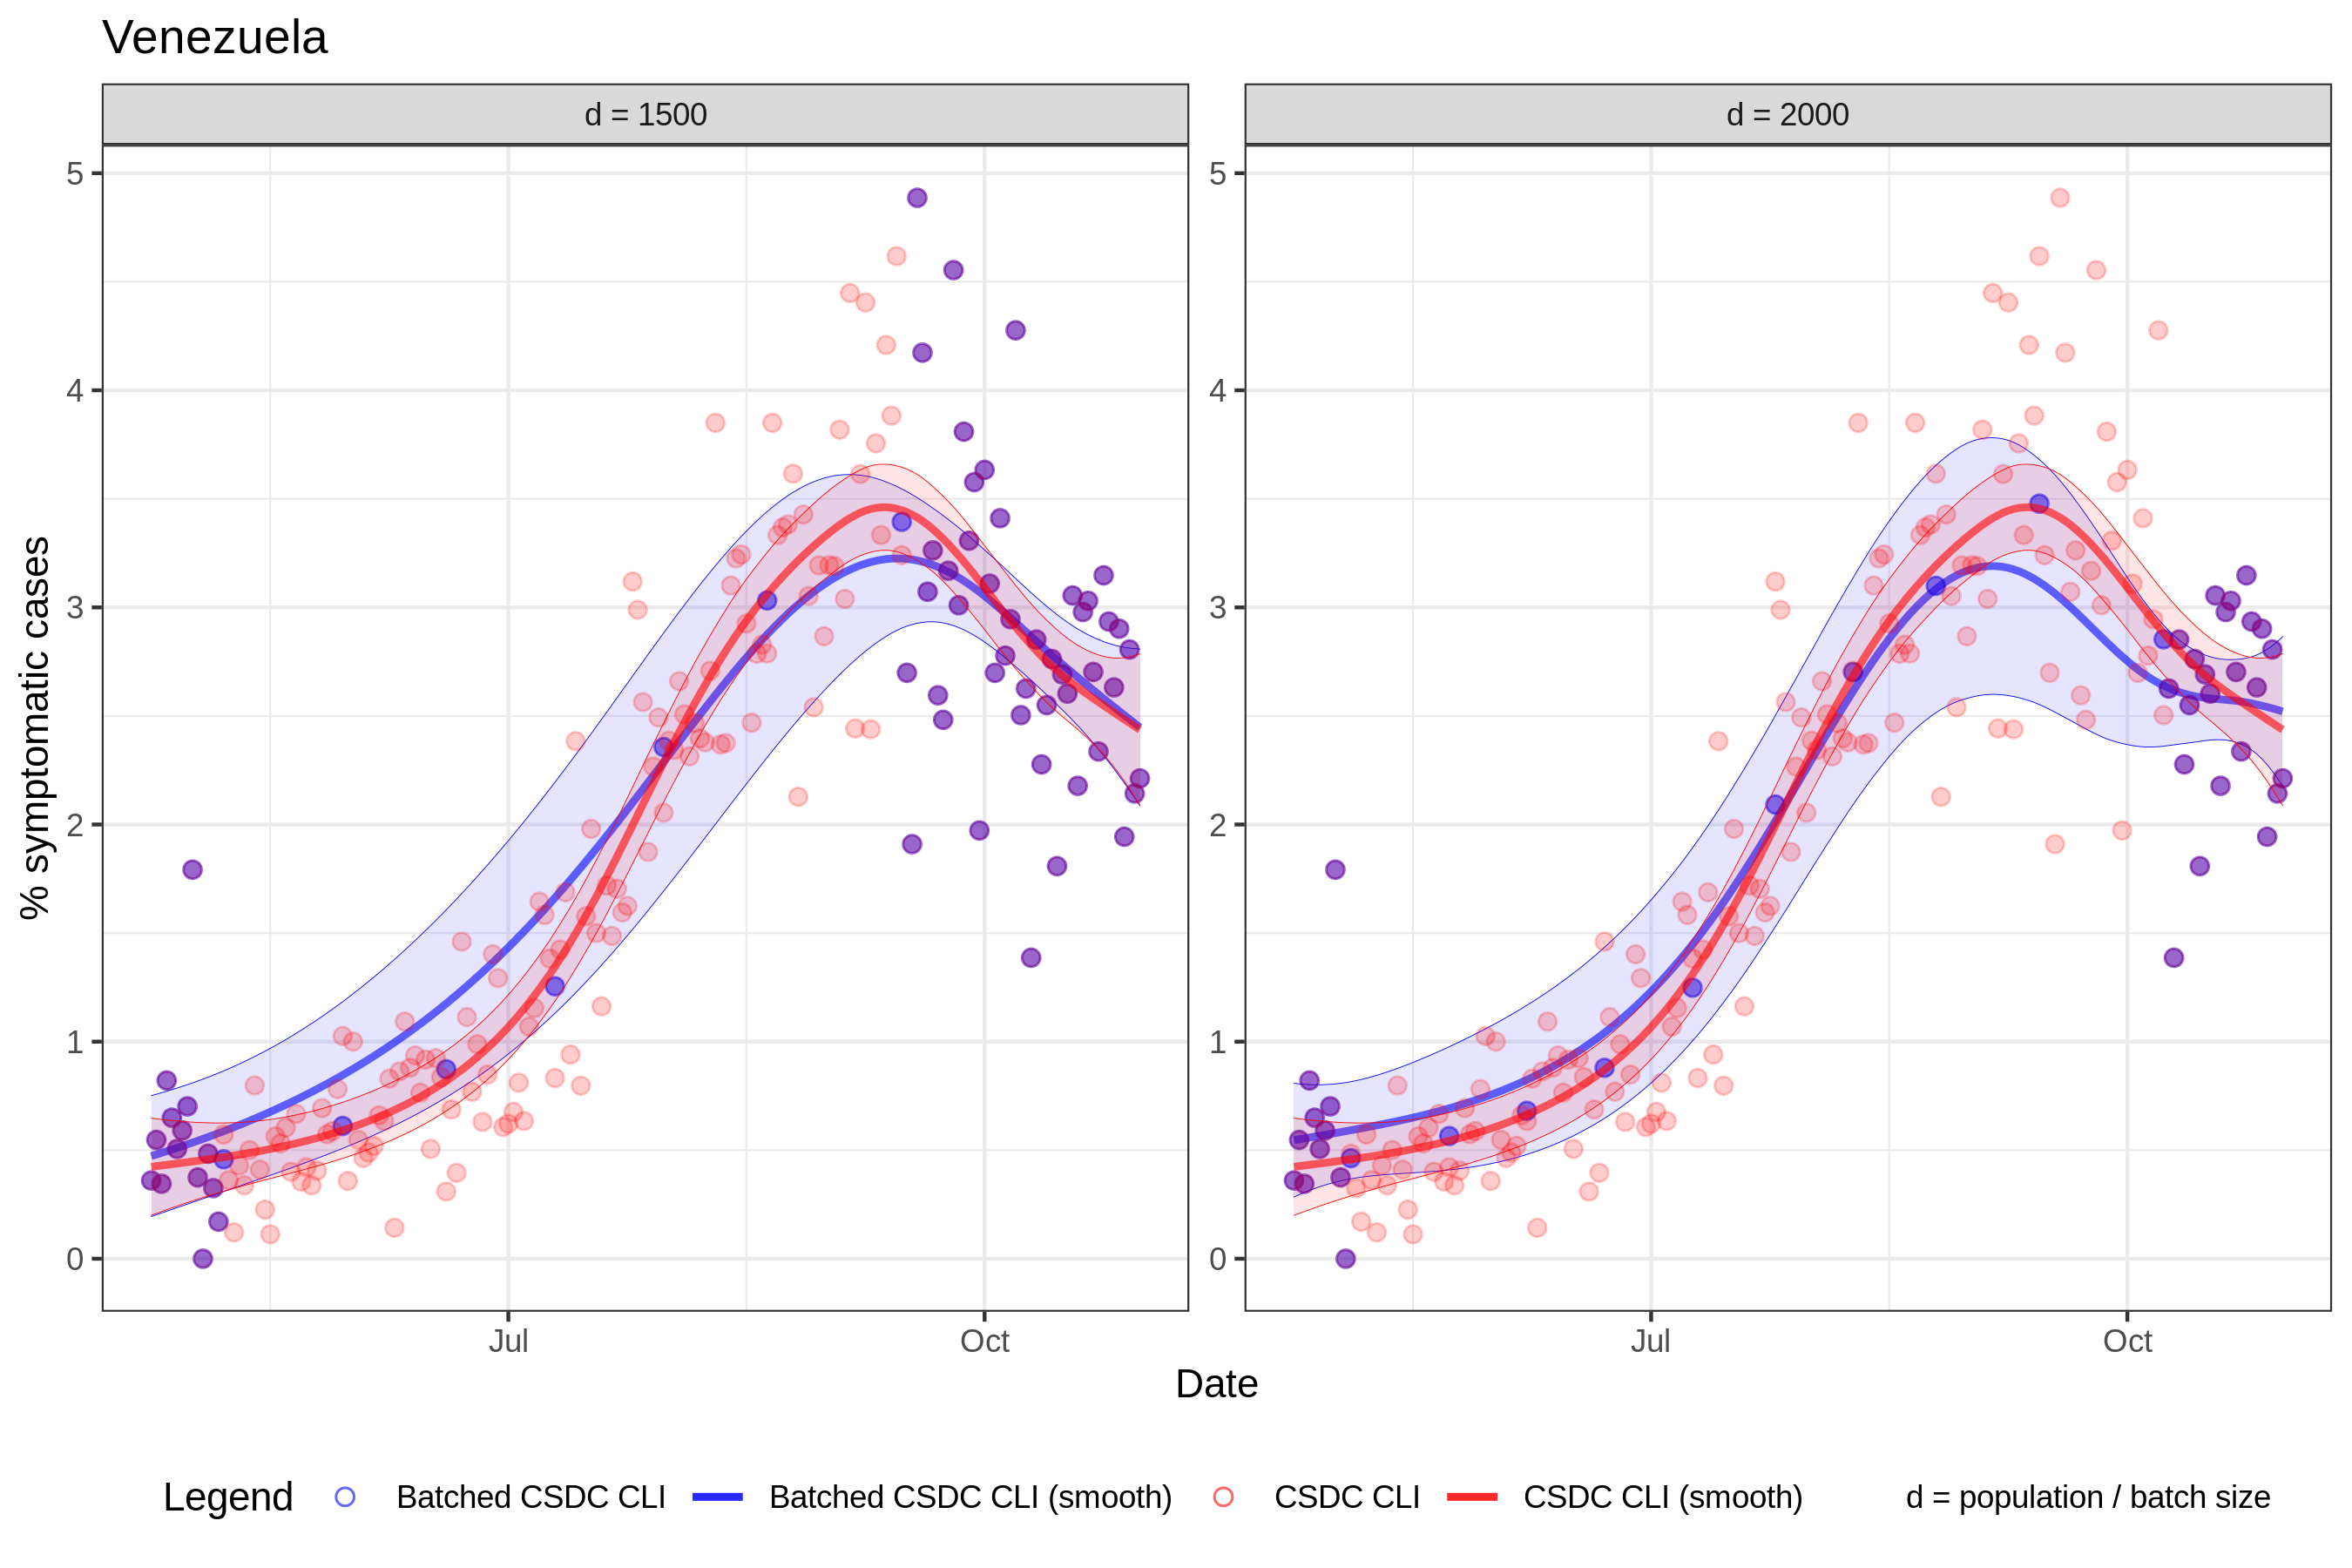 Venezuela
d = 1500
d = 2000
% symptomatic cases
5
4
3
2
1
0
5
4
3
2
1
0
Jul
Oct
Jul
Oct
Date
Legend
Batched CSDC CLI
Batched CSDC CLI (smooth)
CSDC CLI
CSDC CLI (smooth)
d = population / batch size